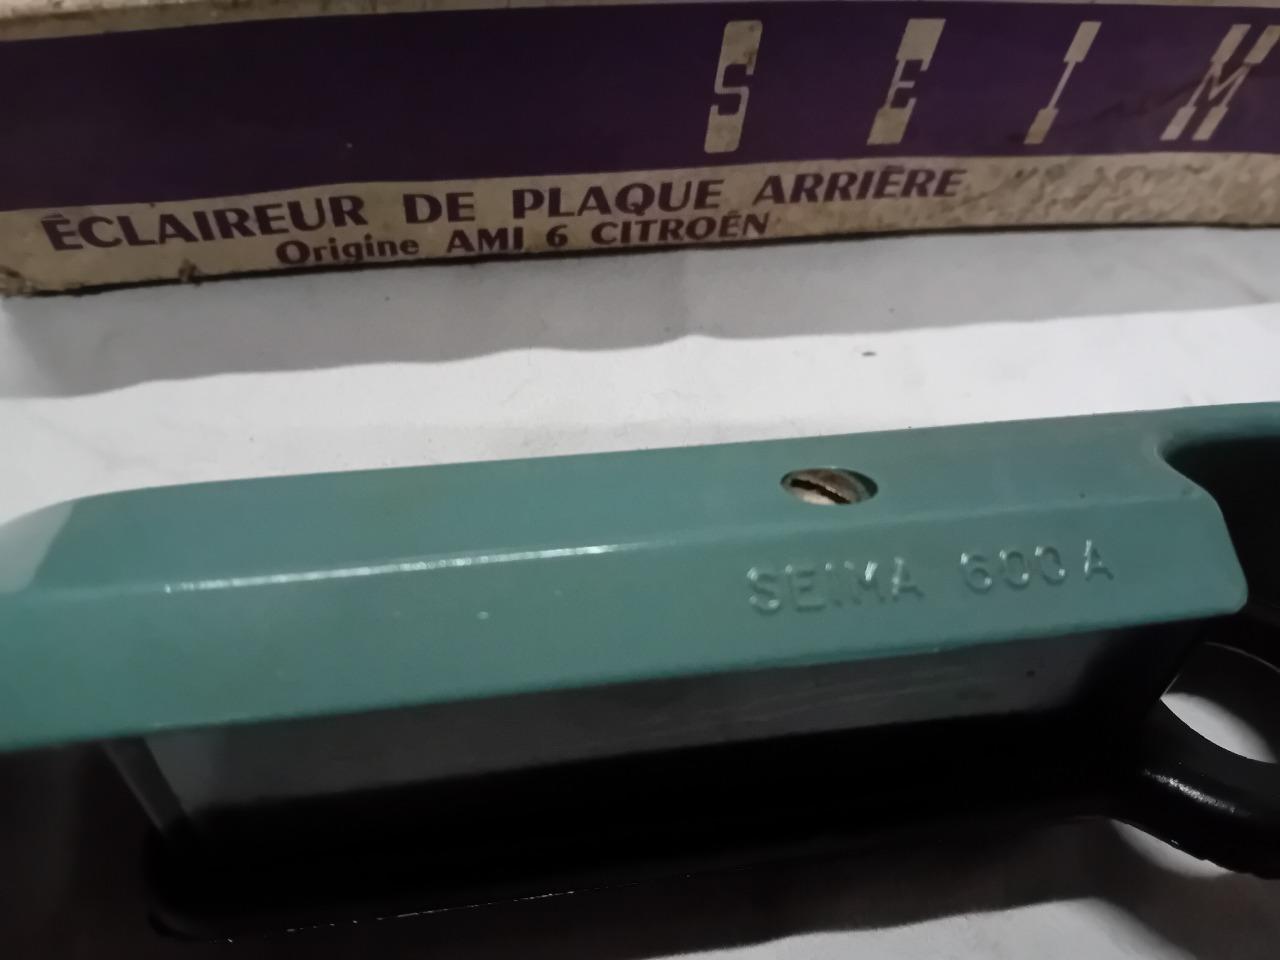 SEIM
ÉCLAIREUR DE PLAQUE ARRIÈRE
Origine AMI 6 CITROËN
SEIMA 600 A